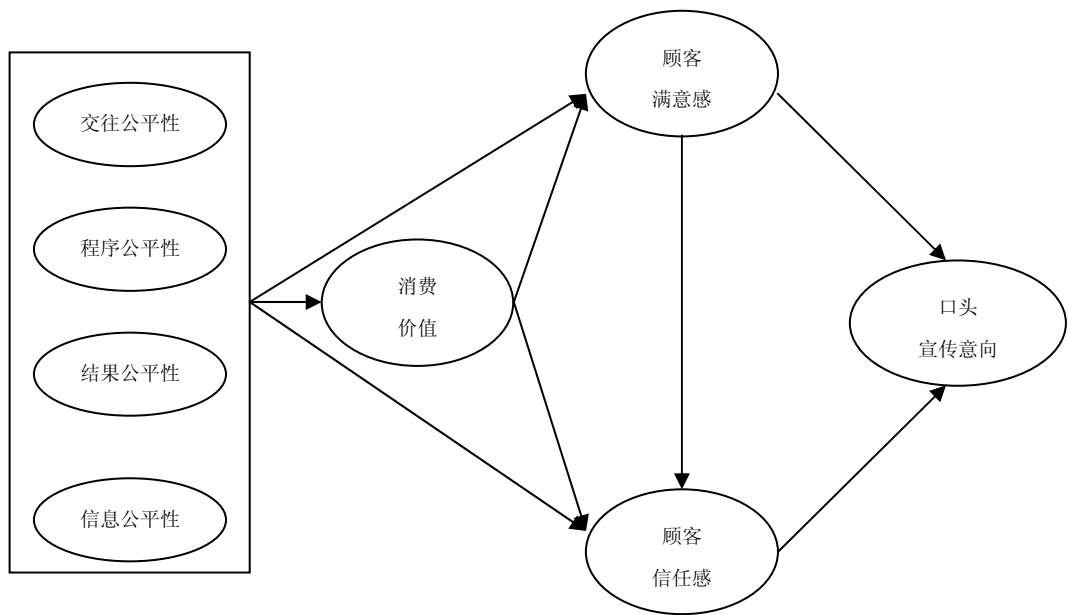 交往公平性
程序公平性
结果公平性
信息公平性
消费
价值
顾客
满意感
顾客
信任感
口头
宣传意向